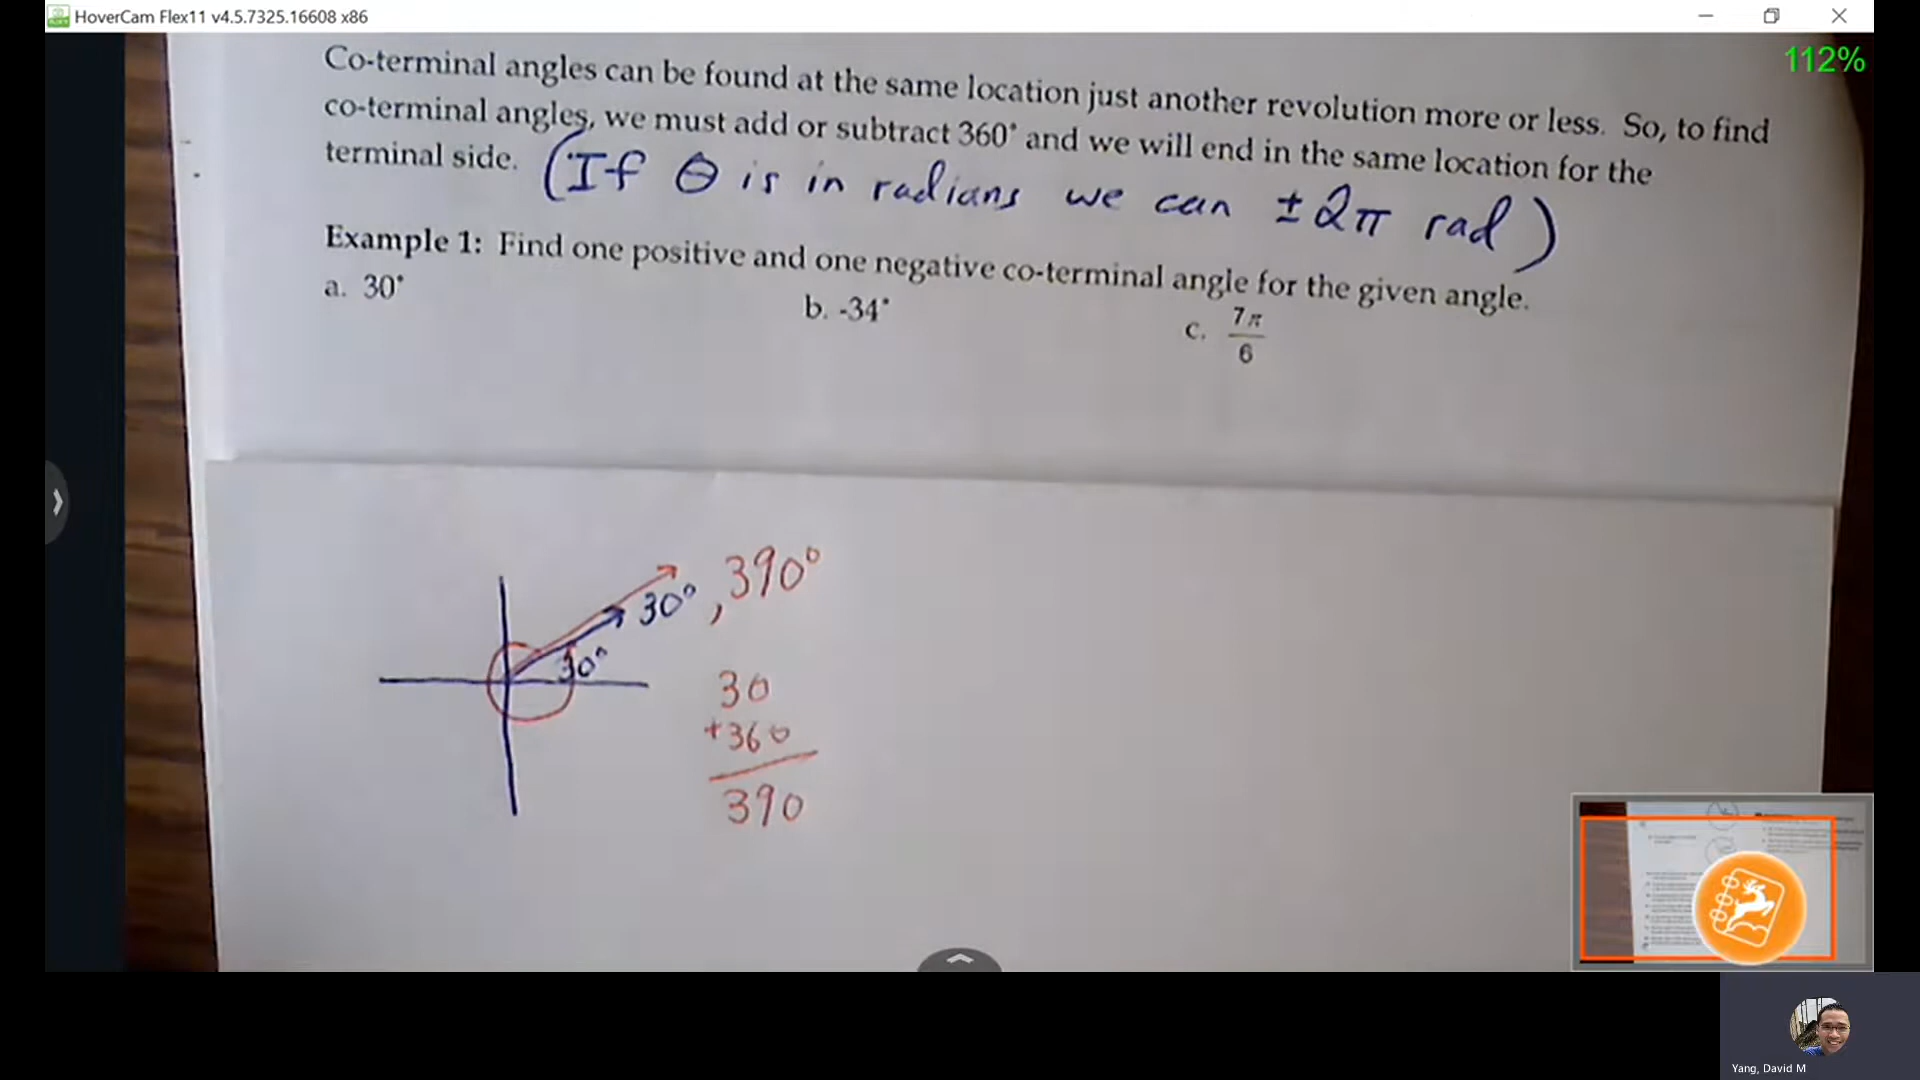 HoverCam Flex11 v4.5.7325.16608 x86
112%
Co-terminal angles can be found at the same location just another revolution more or less. So, to find
co-terminal angles, we must add or subtract 360° and we will end in the same location for the
terminal side. (If θ is in radians we can ±2π rad)
Example 1: Find one positive and one negative co-terminal angle for the given angle.
a. 30°
b. -34°
c. 7π
6
30°, 390°
30°
30
+360
390
Yang, David M